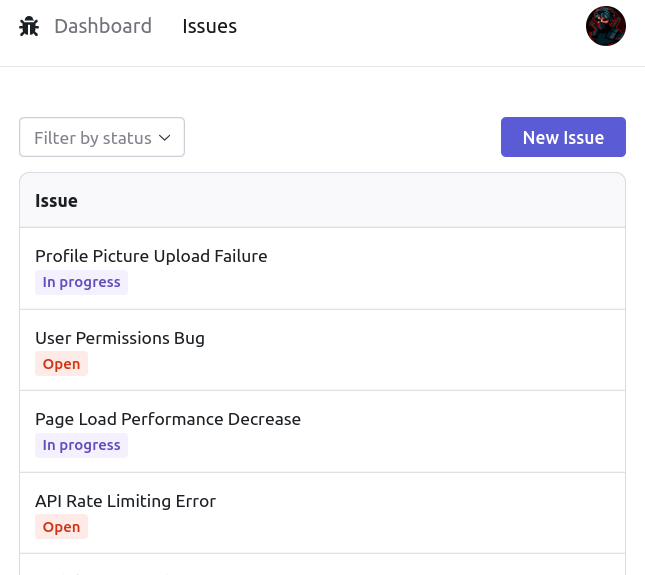 Dashboard Issues
Filter by status New Issue
Issue
Profile Picture Upload Failure
In progress
User Permissions Bug
Open
Page Load Performance Decrease
In progress
API Rate Limiting Error
Open